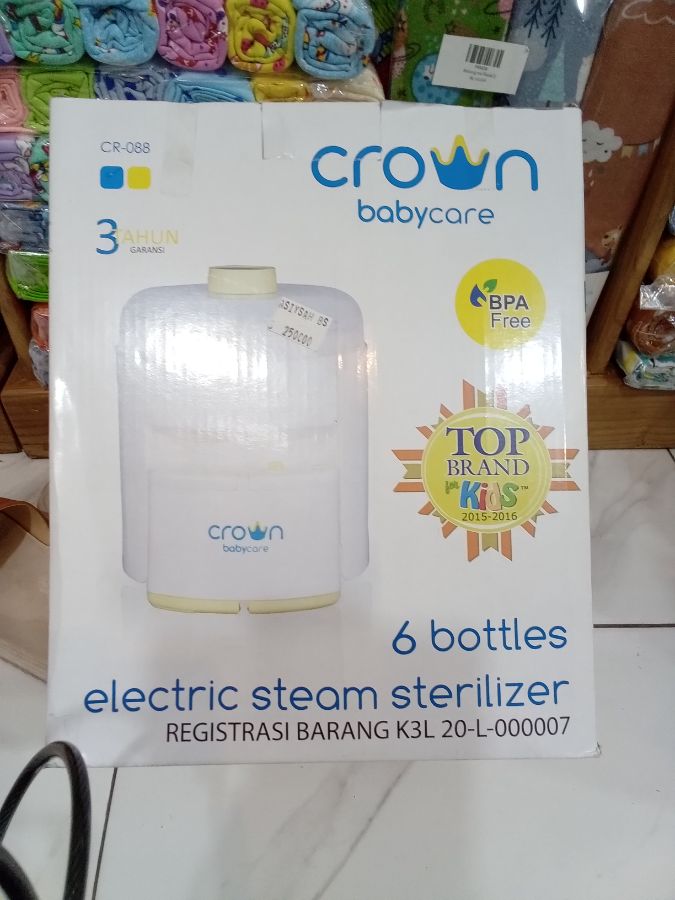 CR-088
crown
babycare
3 TAHUN
GARANSI
BPA
Free
250000
TOP
BRAND
for Kids™
2015-2016
crown
babycare
6 bottles
electric steam sterilizer
REGISTRASI BARANG K3L 20-L-000007